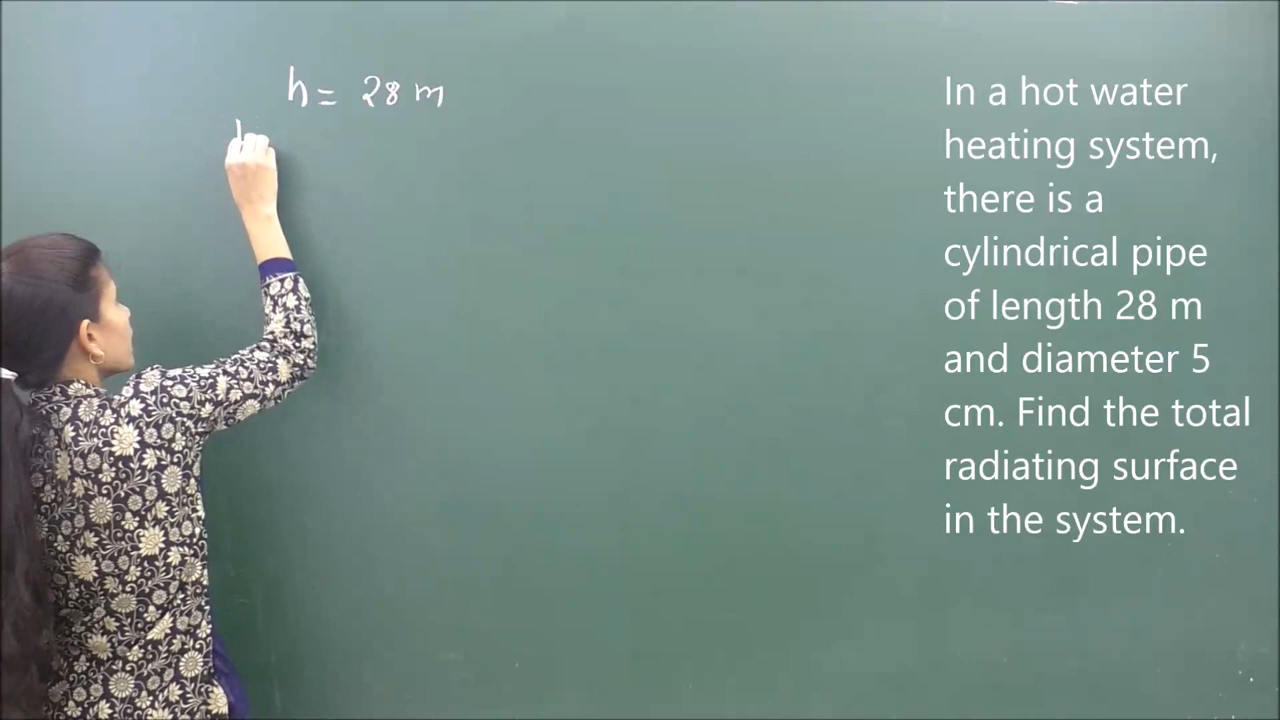 h = 28 m
In a hot water
heating system,
there is a
cylindrical pipe
of length 28 m
and diameter 5
cm. Find the total
radiating surface
in the system.